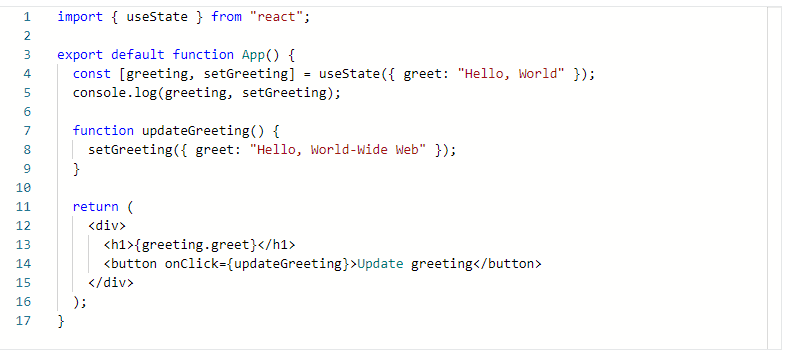 1 import { useState } from "react";
2
3 export default function App() {
4 const [greeting, setGreeting] = useState({ greet: "Hello, World" });
5 console.log(greeting, setGreeting);
6
7 function updateGreeting() {
8 setGreeting({ greet: "Hello, World-Wide Web" });
9 }
10
11 return (
12 <div>
13 <h1>{greeting.greet}</h1>
14 <button onClick={updateGreeting}>Update greeting</button>
15 </div>
16 );
17 }